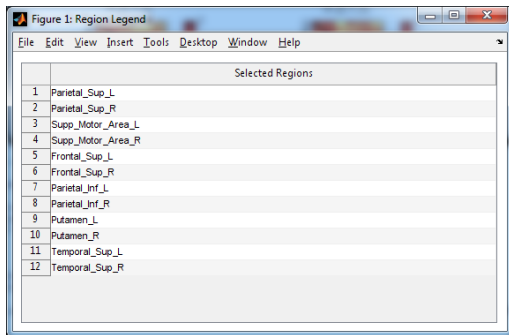 Figure 1: Region Legend
File Edit View Insert Tools Desktop Window Help
Selected Regions
1 Parietal_Sup_L
2 Parietal_Sup_R
3 Supp_Motor_Area_L
4 Supp_Motor_Area_R
5 Frontal_Sup_L
6 Frontal_Sup_R
7 Parietal_Inf_L
8 Parietal_Inf_R
9 Putamen_L
10 Putamen_R
11 Temporal_Sup_L
12 Temporal_Sup_R